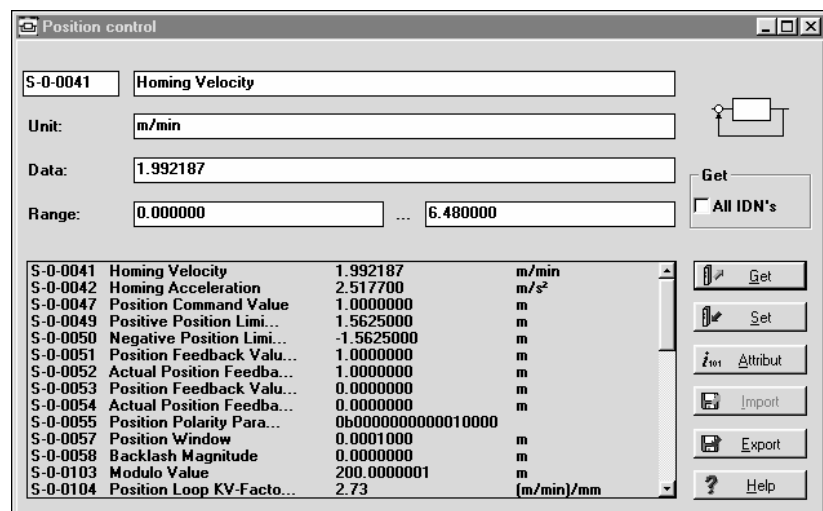 Position control
S-0-0041 Homing Velocity
Unit: m/min
Data: 1.992187
Get
All IDN's
Range: 0.000000 ... 6.480000
S-0-0041 Homing Velocity 1.992187 m/min
S-0-0042 Homing Acceleration 2.517700 m/s²
S-0-0047 Position Command Value 1.0000000 m
S-0-0049 Positive Position Limi... 1.5625000 m
S-0-0050 Negative Position Limi... -1.5625000 m
S-0-0051 Position Feedback Valu... 1.0000000 m
S-0-0052 Actual Position Feedba... 1.0000000 m
S-0-0053 Position Feedback Valu... 0.0000000 m
S-0-0054 Actual Position Feedba... 0.0000000 m
S-0-0055 Position Polarity Para... 0b0000000000010000
S-0-0057 Position Window 0.0001000 m
S-0-0058 Backlash Magnitude 0.0000000 m
S-0-0103 Modulo Value 200.0000001 m
S-0-0104 Position Loop KV-Facto... 2.73 (m/min)/mm
Get
Set
i101 Attribut
Import
Export
? Help